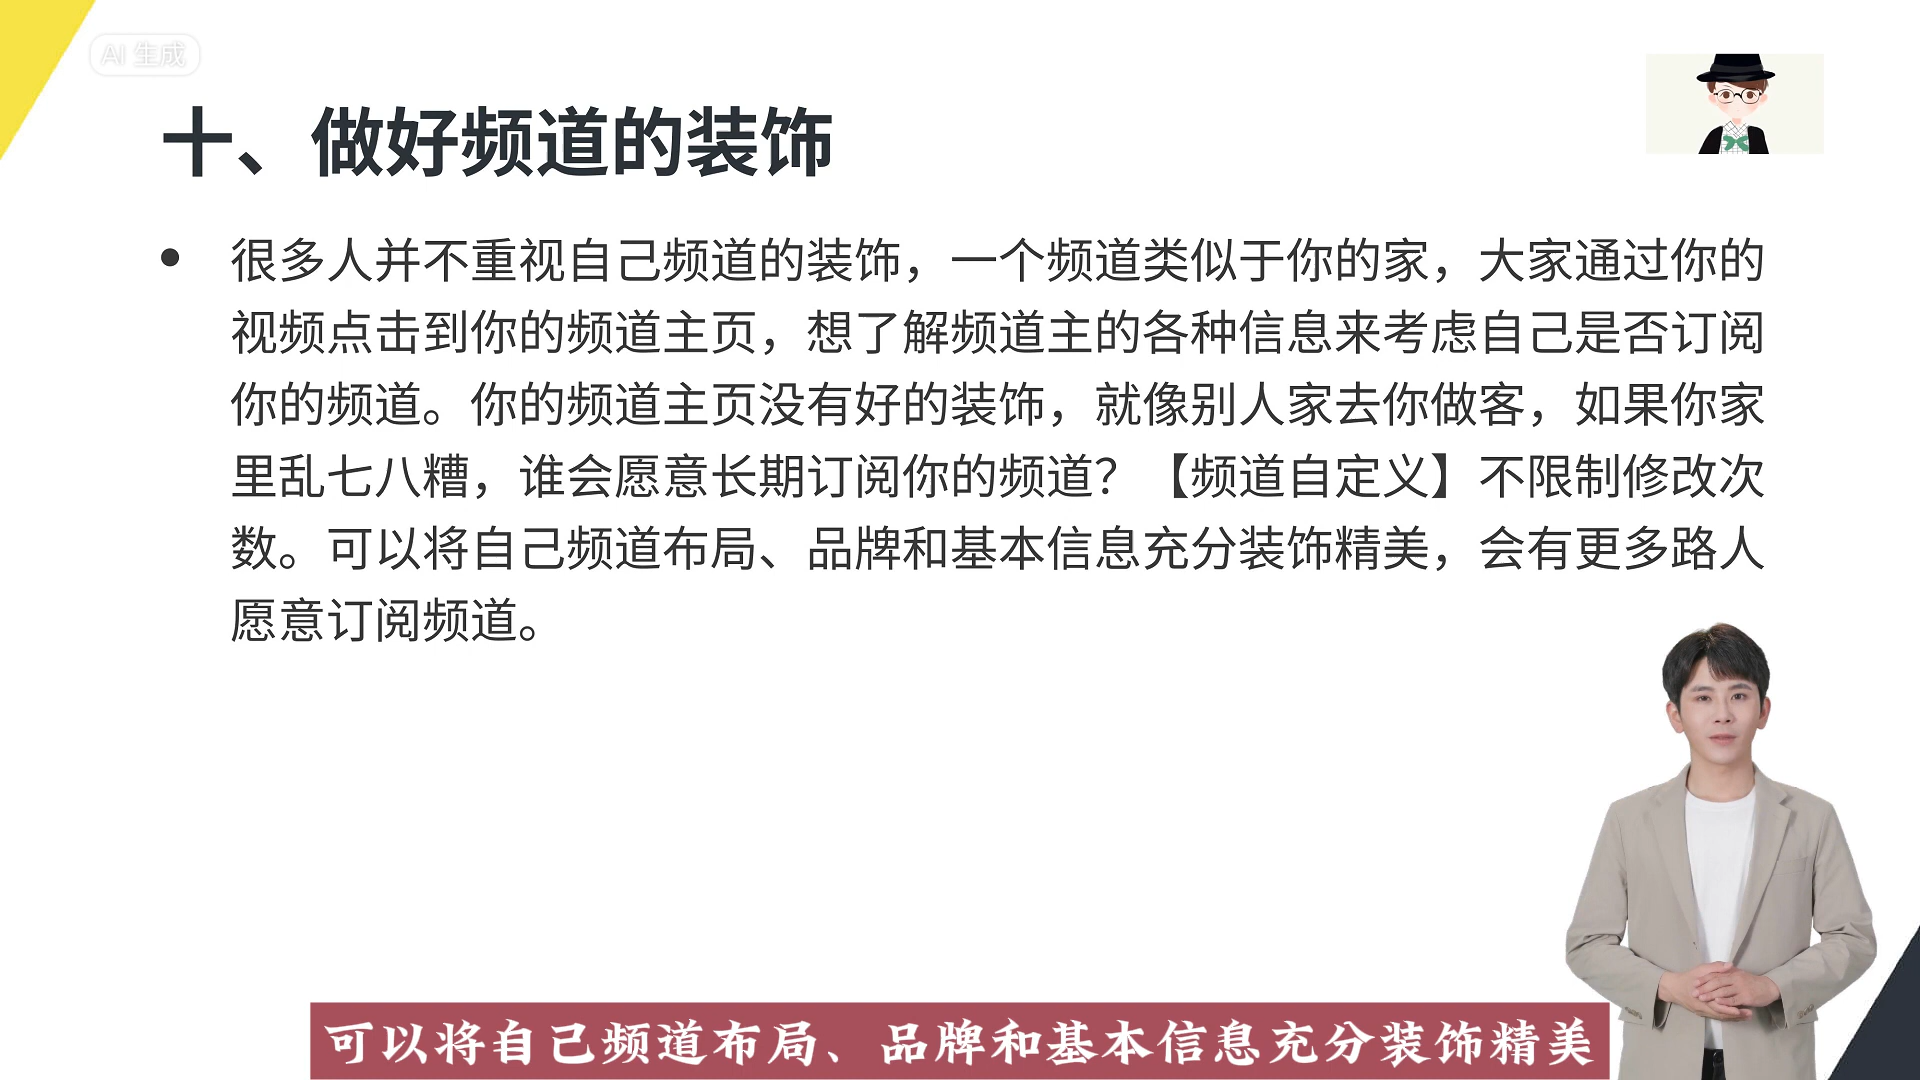 AI 生成
十、做好频道的装饰
• 很多人并不重视自己频道的装饰，一个频道类似于你的家，大家通过你的
视频点击到你的频道主页，想了解频道主的各种信息来考虑自己是否订阅
你的频道。你的频道主页没有好的装饰，就像别人家去你做客，如果你家
里乱七八糟，谁会愿意长期订阅你的频道？【频道自定义】不限制修改次
数。可以将自己频道布局、品牌和基本信息充分装饰精美，会有更多路人
愿意订阅频道。
可以将自己频道布局、品牌和基本信息充分装饰精美